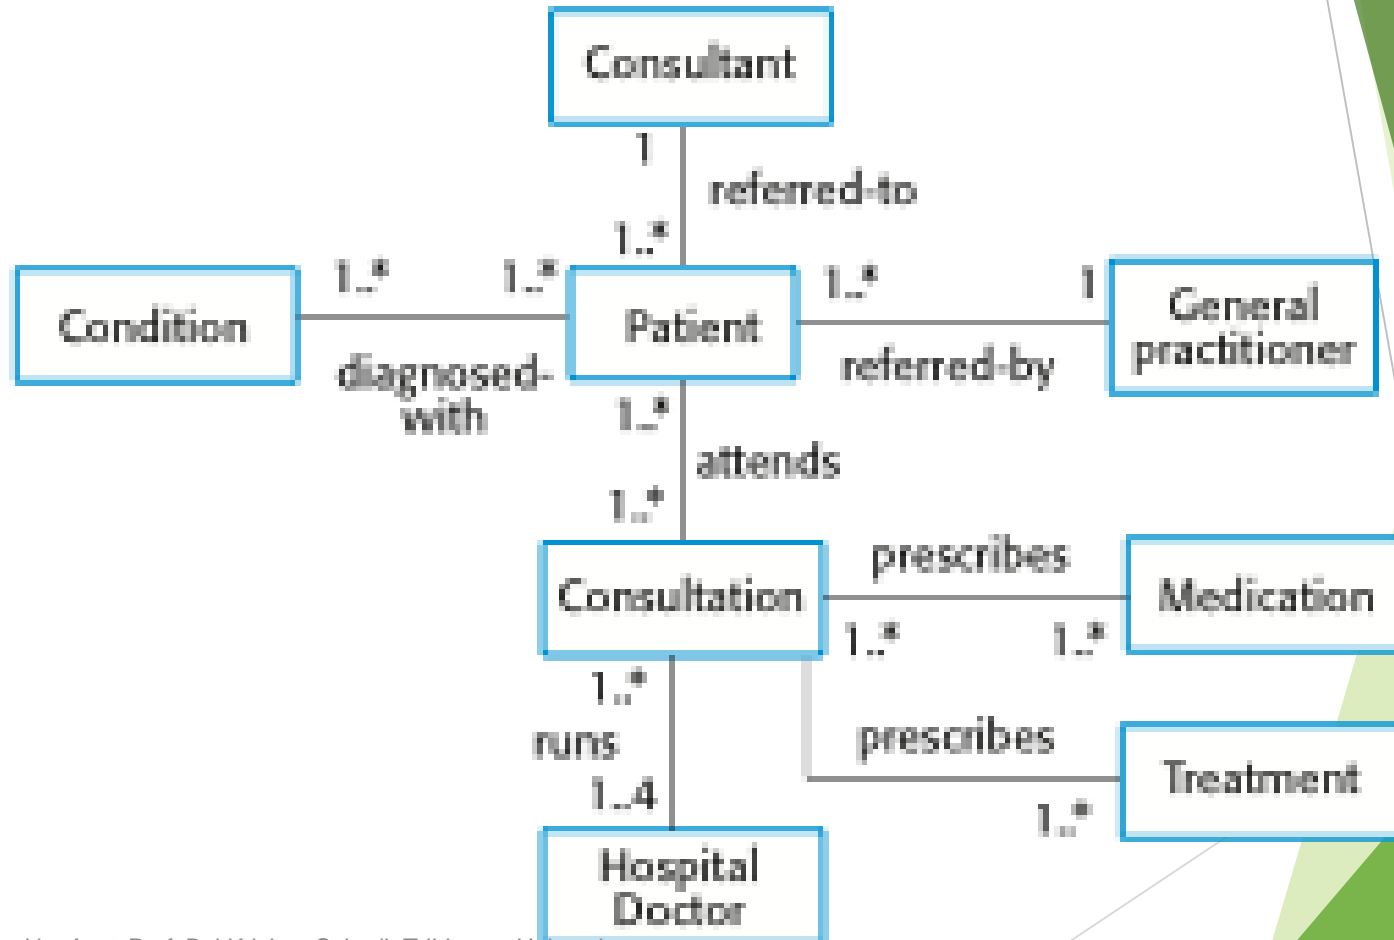 Consultant
1
referred-to
1..*
1..*
1..*
1..*
1
Condition
Patient
General
practitioner
diagnosed-
with
referred-by
1..*
attends
1..*
prescribes
Consultation
Medication
1..*
1..*
1..*
runs
prescribes
1..4
Treatment
1..*
Hospital
Doctor